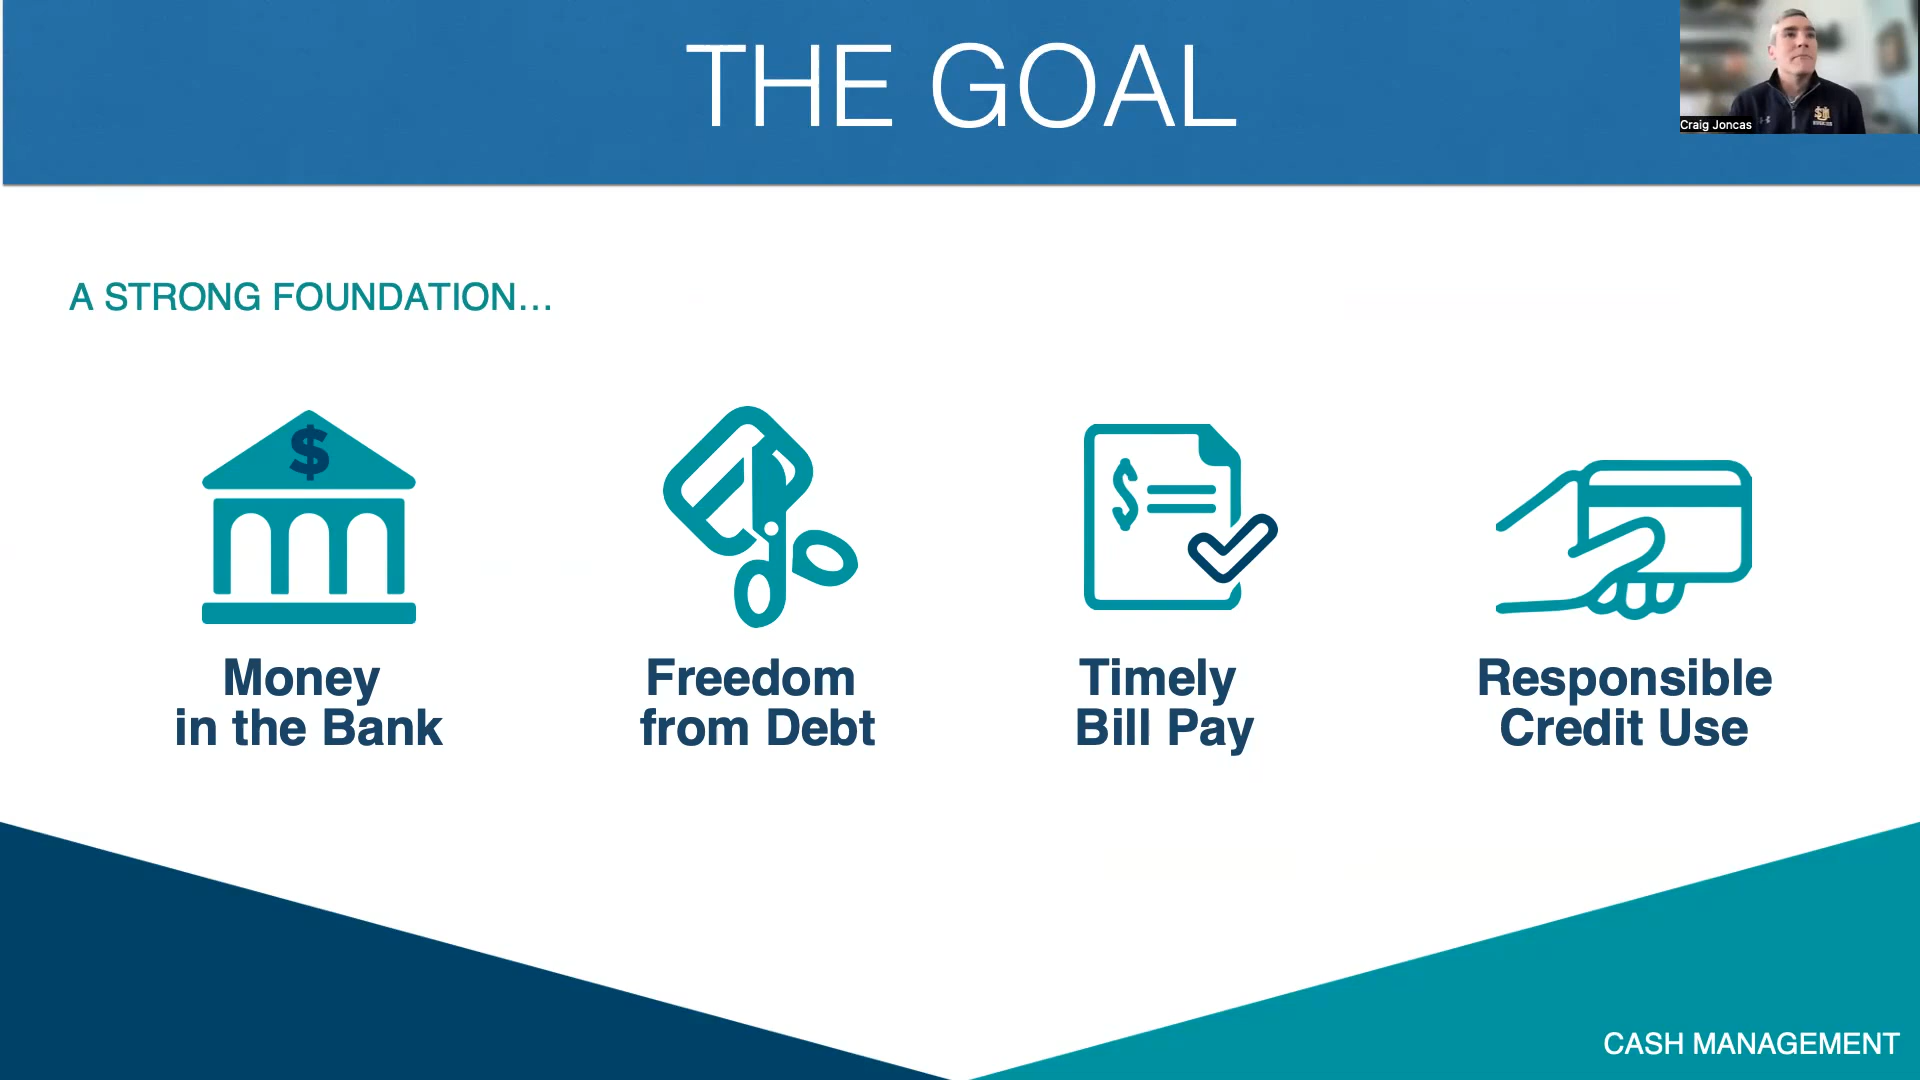 THE GOAL
Craig Joncas
A STRONG FOUNDATION...
$
$
Money
in the Bank
Freedom
from Debt
Timely
Bill Pay
Responsible
Credit Use
CASH MANAGEMENT